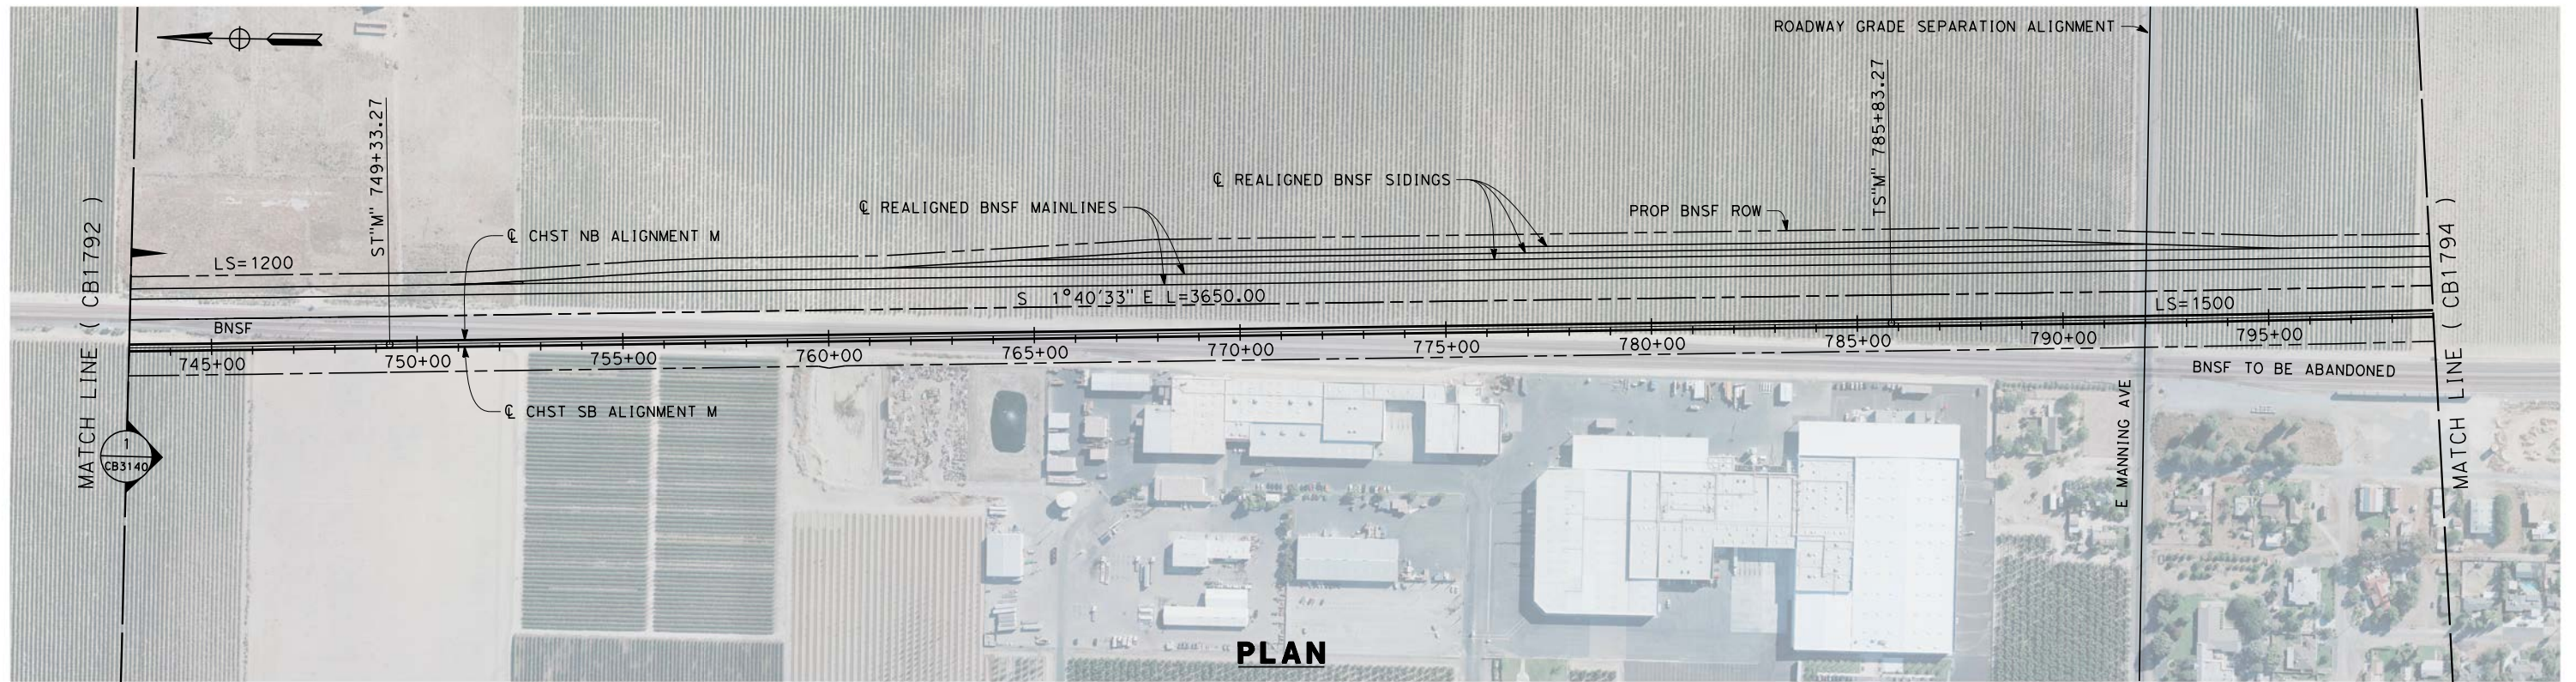 ROADWAY GRADE SEPARATION ALIGNMENT
ST"M" 749+33.27
TS"M" 785+83.27
℄ REALIGNED BNSF SIDINGS
℄ REALIGNED BNSF MAINLINES
PROP BNSF ROW
℄ CHST NB ALIGNMENT M
MATCH LINE ( CB1792 )
MATCH LINE ( CB1794 )
LS=1200
S 1°40'33" E L=3650.00
LS=1500
BNSF
745+00
750+00
755+00
760+00
765+00
770+00
775+00
780+00
785+00
790+00
795+00
BNSF TO BE ABANDONED
℄ CHST SB ALIGNMENT M
E MANNING AVE
1
CB3140
PLAN